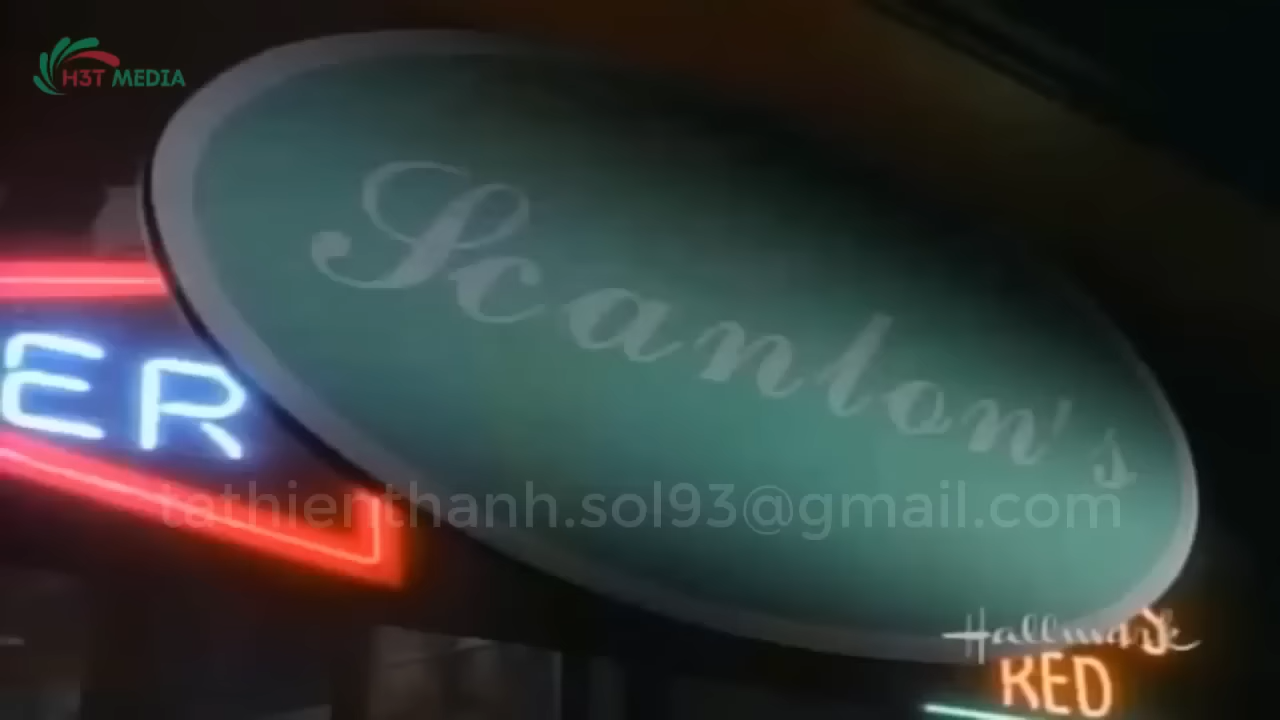 H3T MEDIA
Scanton's
ER
tathienthanh.sol93@gmail.com
Hallmark
RED